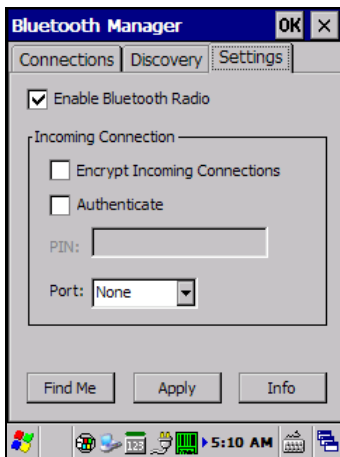 Bluetooth Manager OK
Connections Discovery Settings
Enable Bluetooth Radio
Incoming Connection
Encrypt Incoming Connections
Authenticate
PIN:
Port: None
Find Me Apply Info
123 5:10 AM